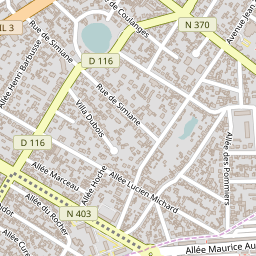 IL 3
Rue de Simiane
de Coulanges
N 370
Avenue Jean
Allée Henri Barbusse
D 116
Rue de Simiane
Villa Dubois
D 116
Allée Marceau
Allée Hoche
Allée Lucien Michard
Allée des Pommiers
Allée du Rocher
N 403
Allée Maurice Au